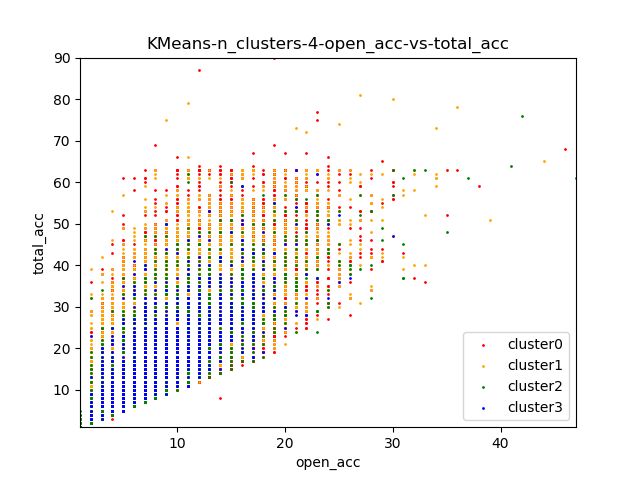 KMeans-n_clusters-4-open_acc-vs-total_acc
90
80
70
60
50
40
30
20
10
total_acc
10 20 30 40
open_acc
cluster0
cluster1
cluster2
cluster3